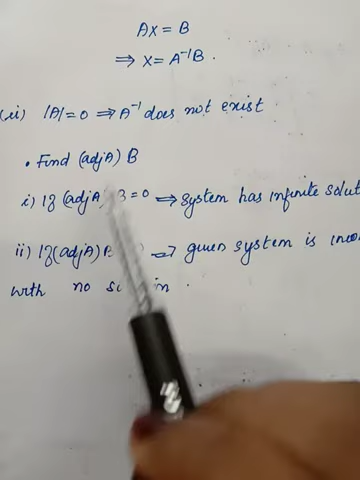 AX = B
⇒ X = A⁻¹B .
|A| = 0 ⇒ A⁻¹ does not exist
• Find (adjA) B
i) If (adjA) = 0 ⇒ system has infinite
ii) If (adjA) ⇒ given system is
with no